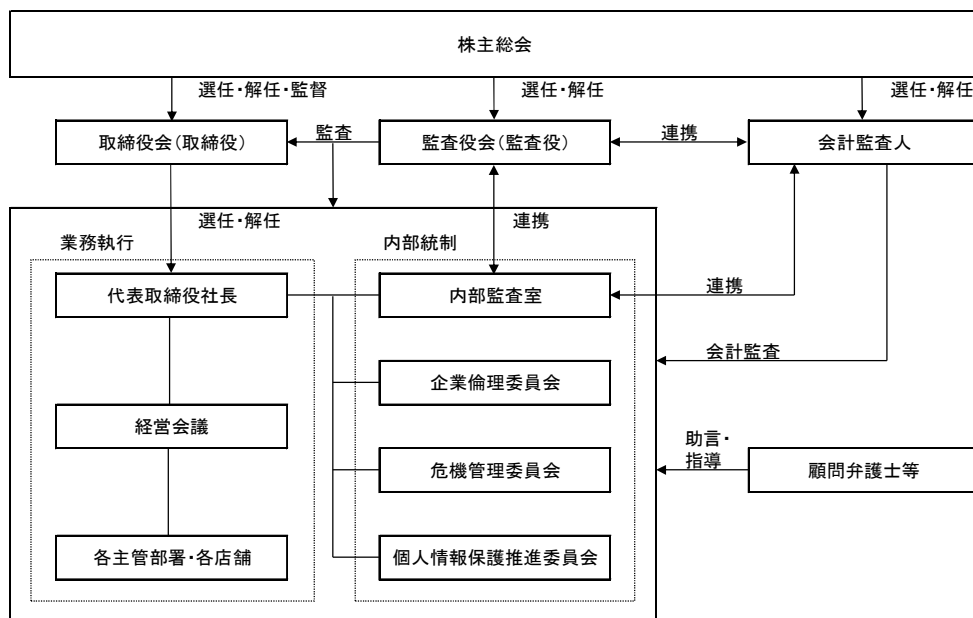 株主総会
選任・解任・監督
選任・解任
選任・解任
取締役会(取締役)
監査
監査役会(監査役)
連携
会計監査人
選任・解任
連携
業務執行
内部統制
代表取締役社長
内部監査室
連携
会計監査
企業倫理委員会
経営会議
助言・
指導
危機管理委員会
顧問弁護士等
各主管部署・各店舗
個人情報保護推進委員会